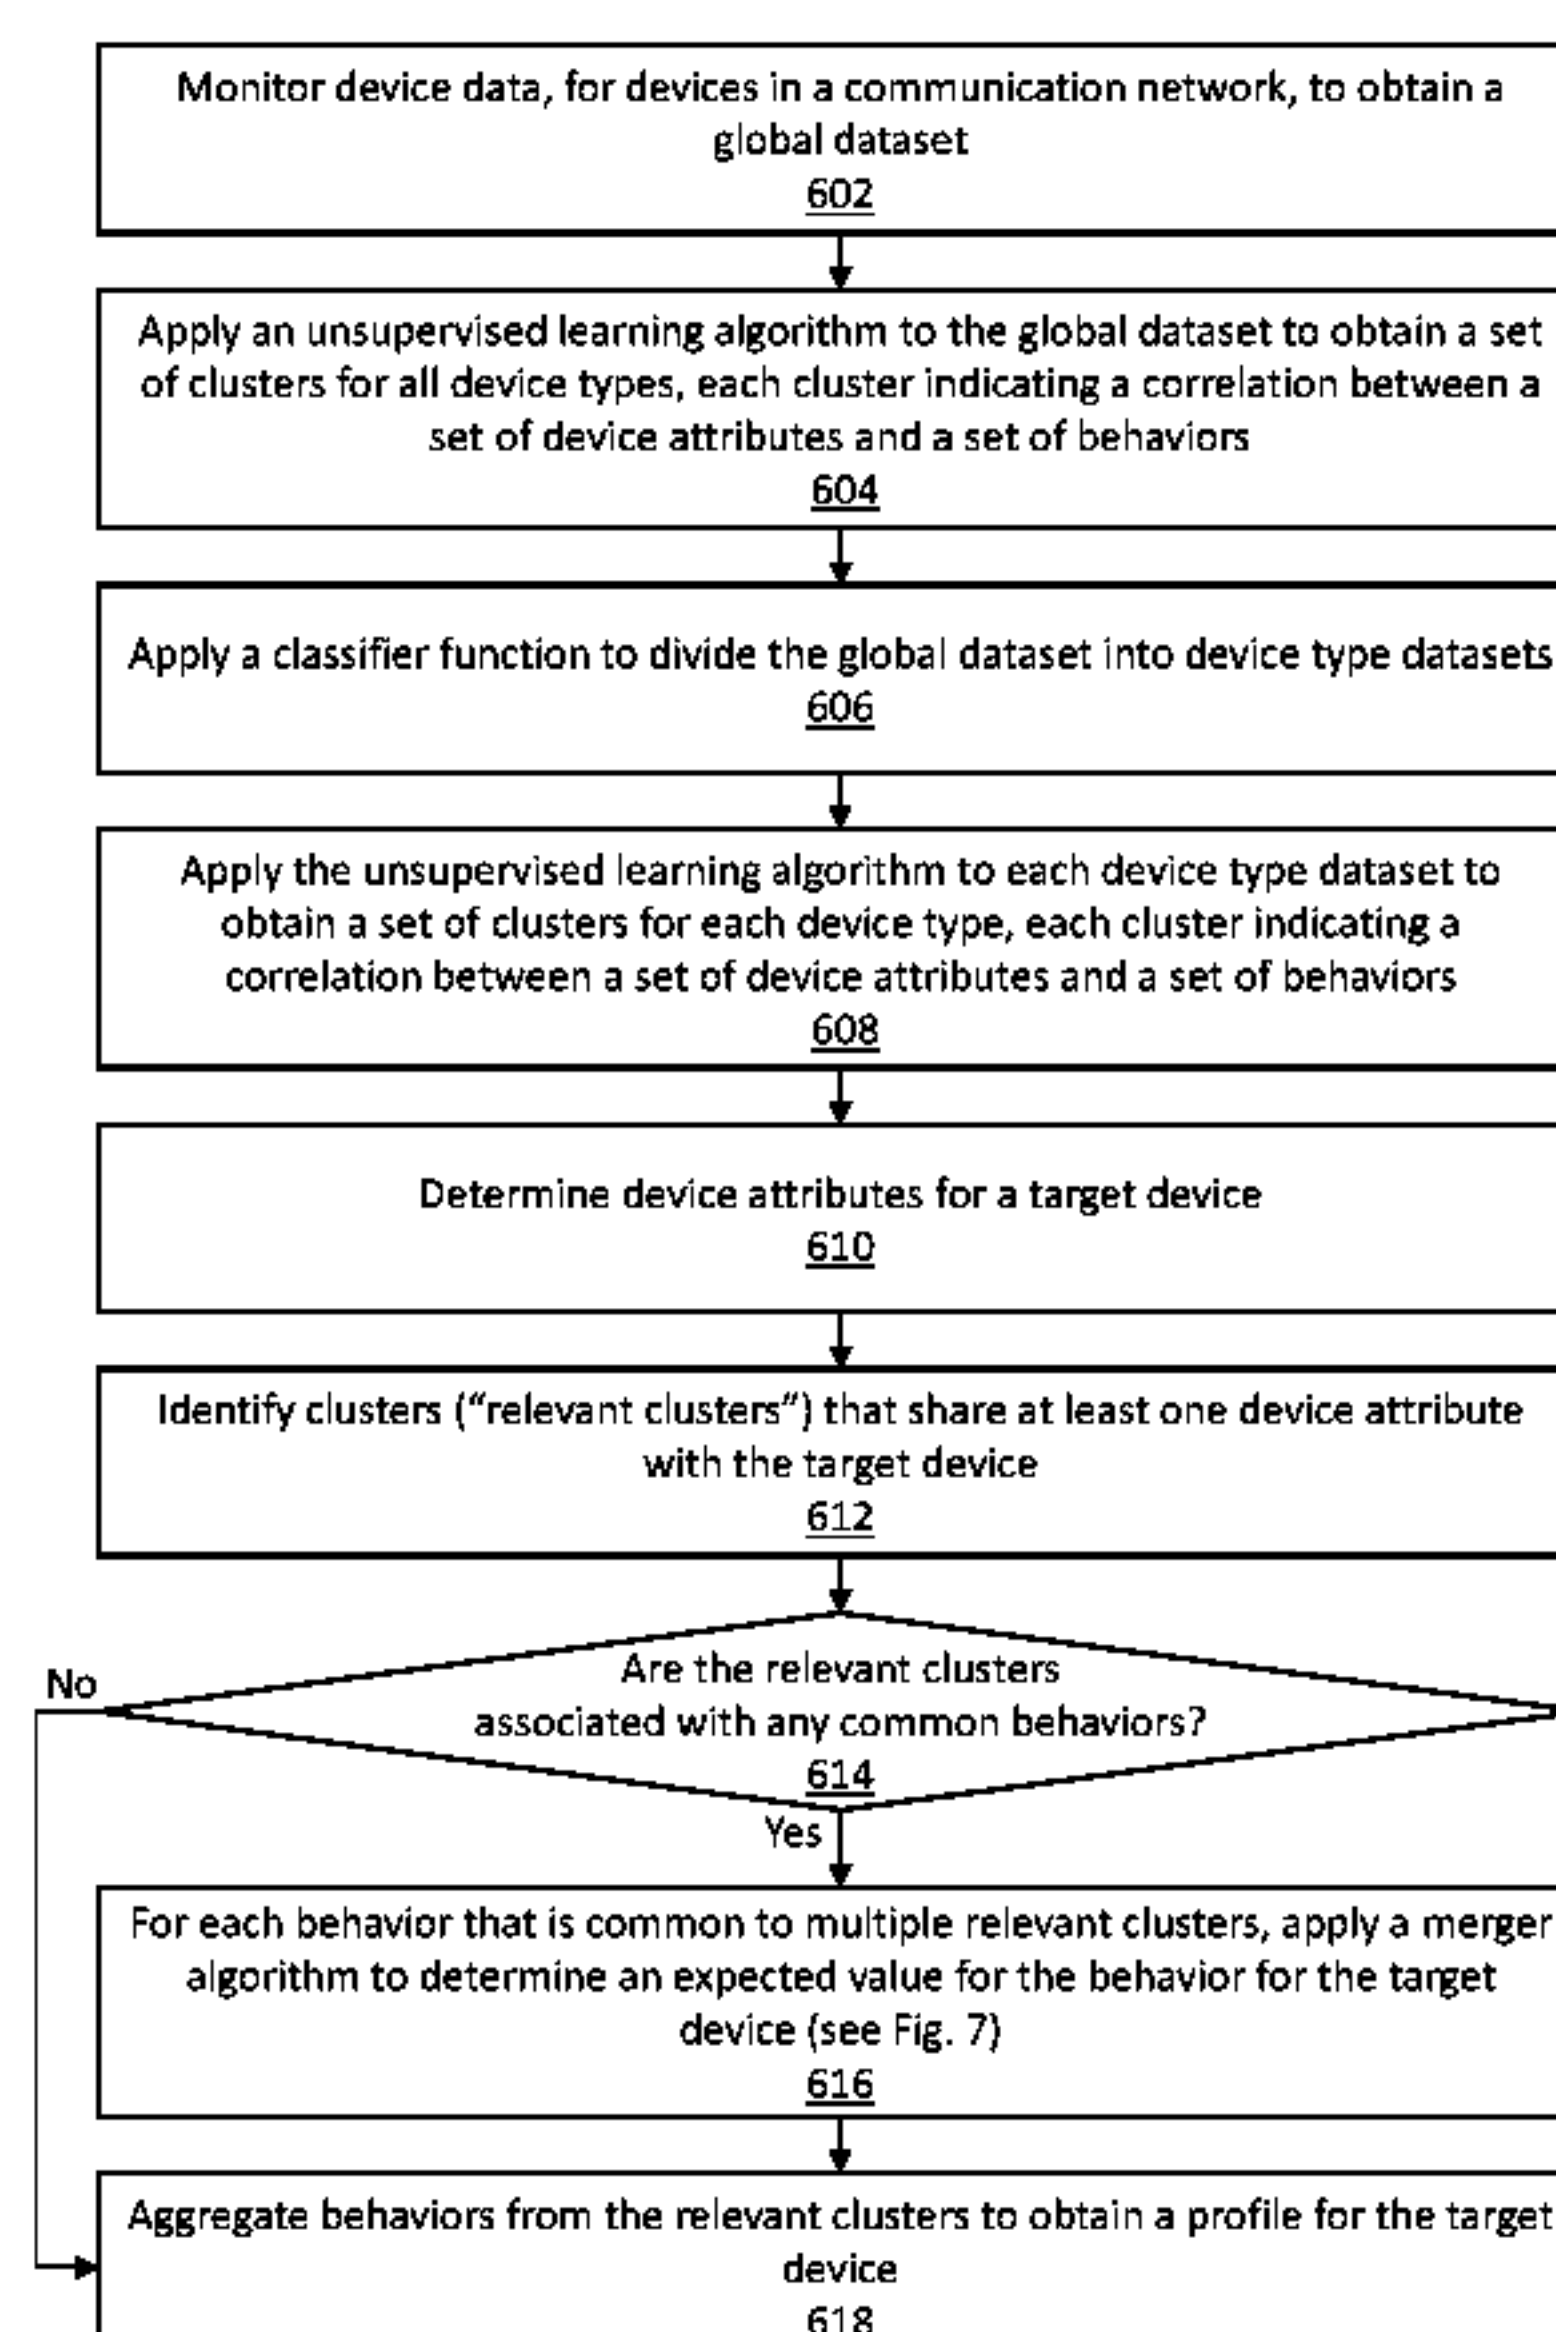 Monitor device data, for devices in a communication network, to obtain a
global dataset
602
Apply an unsupervised learning algorithm to the global dataset to obtain a set
of clusters for all device types, each cluster indicating a correlation between a
set of device attributes and a set of behaviors
604
Apply a classifier function to divide the global dataset into device type datasets
606
Apply the unsupervised learning algorithm to each device type dataset to
obtain a set of clusters for each device type, each cluster indicating a
correlation between a set of device attributes and a set of behaviors
608
Determine device attributes for a target device
610
Identify clusters (“relevant clusters”) that share at least one device attribute
with the target device
612
Are the relevant clusters
associated with any common behaviors?
614
No
Yes
For each behavior that is common to multiple relevant clusters, apply a merger
algorithm to determine an expected value for the behavior for the target
device (see Fig. 7)
616
Aggregate behaviors from the relevant clusters to obtain a profile for the target
device
618